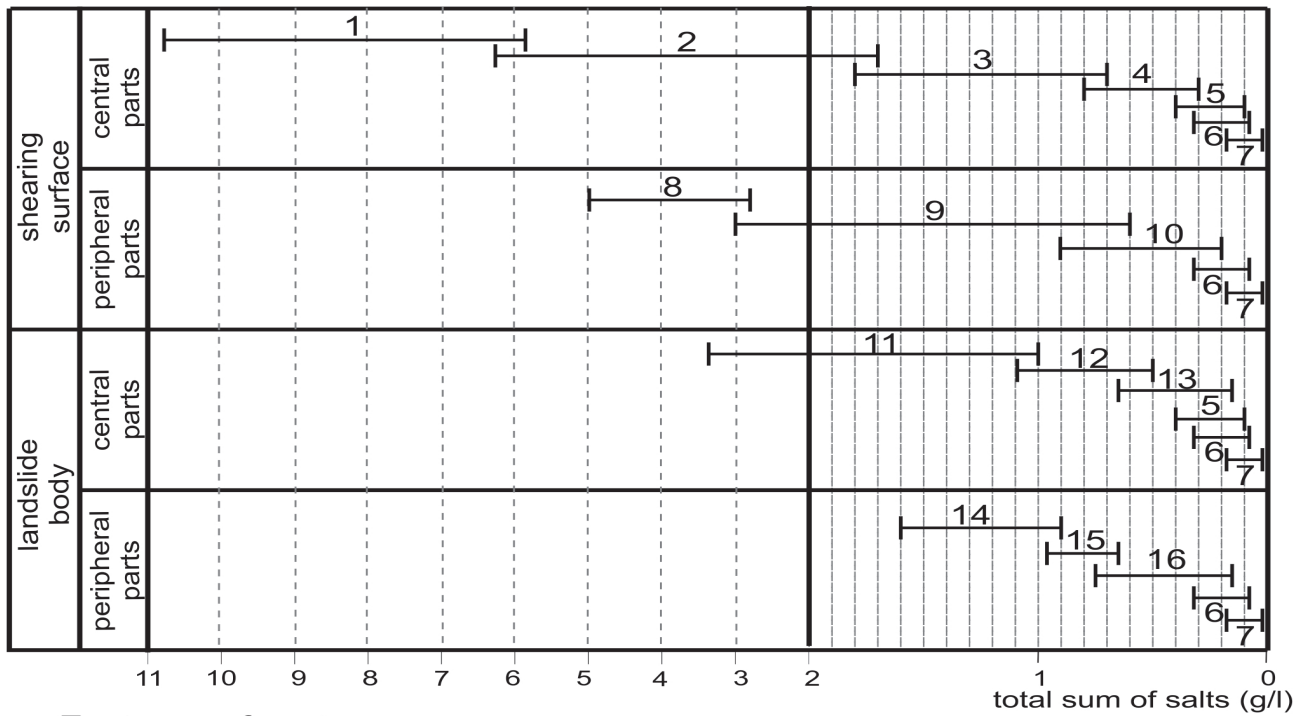 shearing
surface
central
parts
1
2
3
4
5
6
7
peripheral
parts
8
9
10
6
7
landslide
body
central
parts
11
12
13
5
6
7
peripheral
parts
14
15
16
6
7
11 10 9 8 7 6 5 4 3 2 1 0
total sum of salts (g/l)